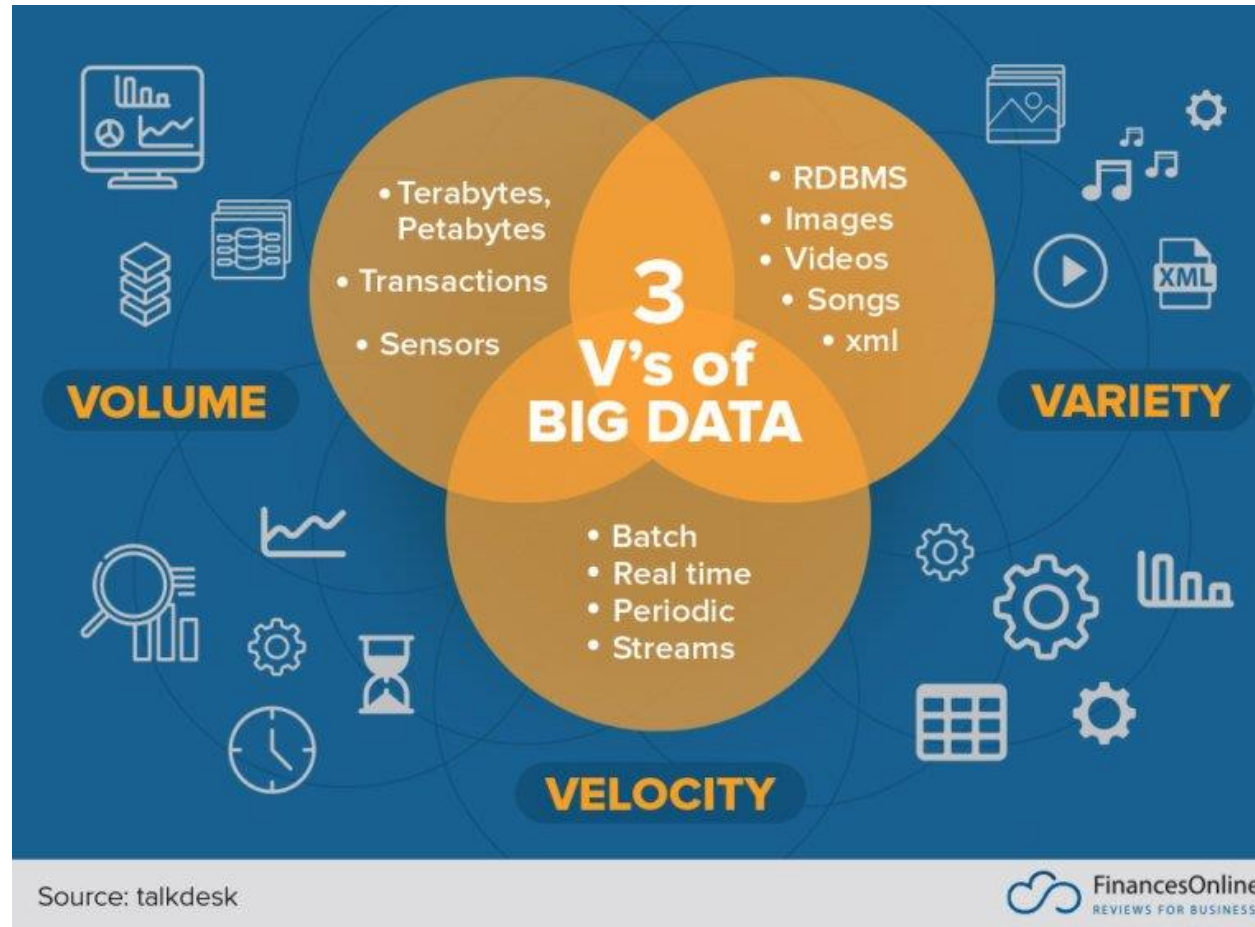 • Terabytes,
Petabytes
• Transactions
• Sensors
VOLUME
• RDBMS
• Images
• Videos
• Songs
• xml
XML
VARIETY
3
V's of
BIG DATA
• Batch
• Real time
• Periodic
• Streams
VELOCITY
Source: talkdesk
FinancesOnline
REVIEWS FOR BUSINESS